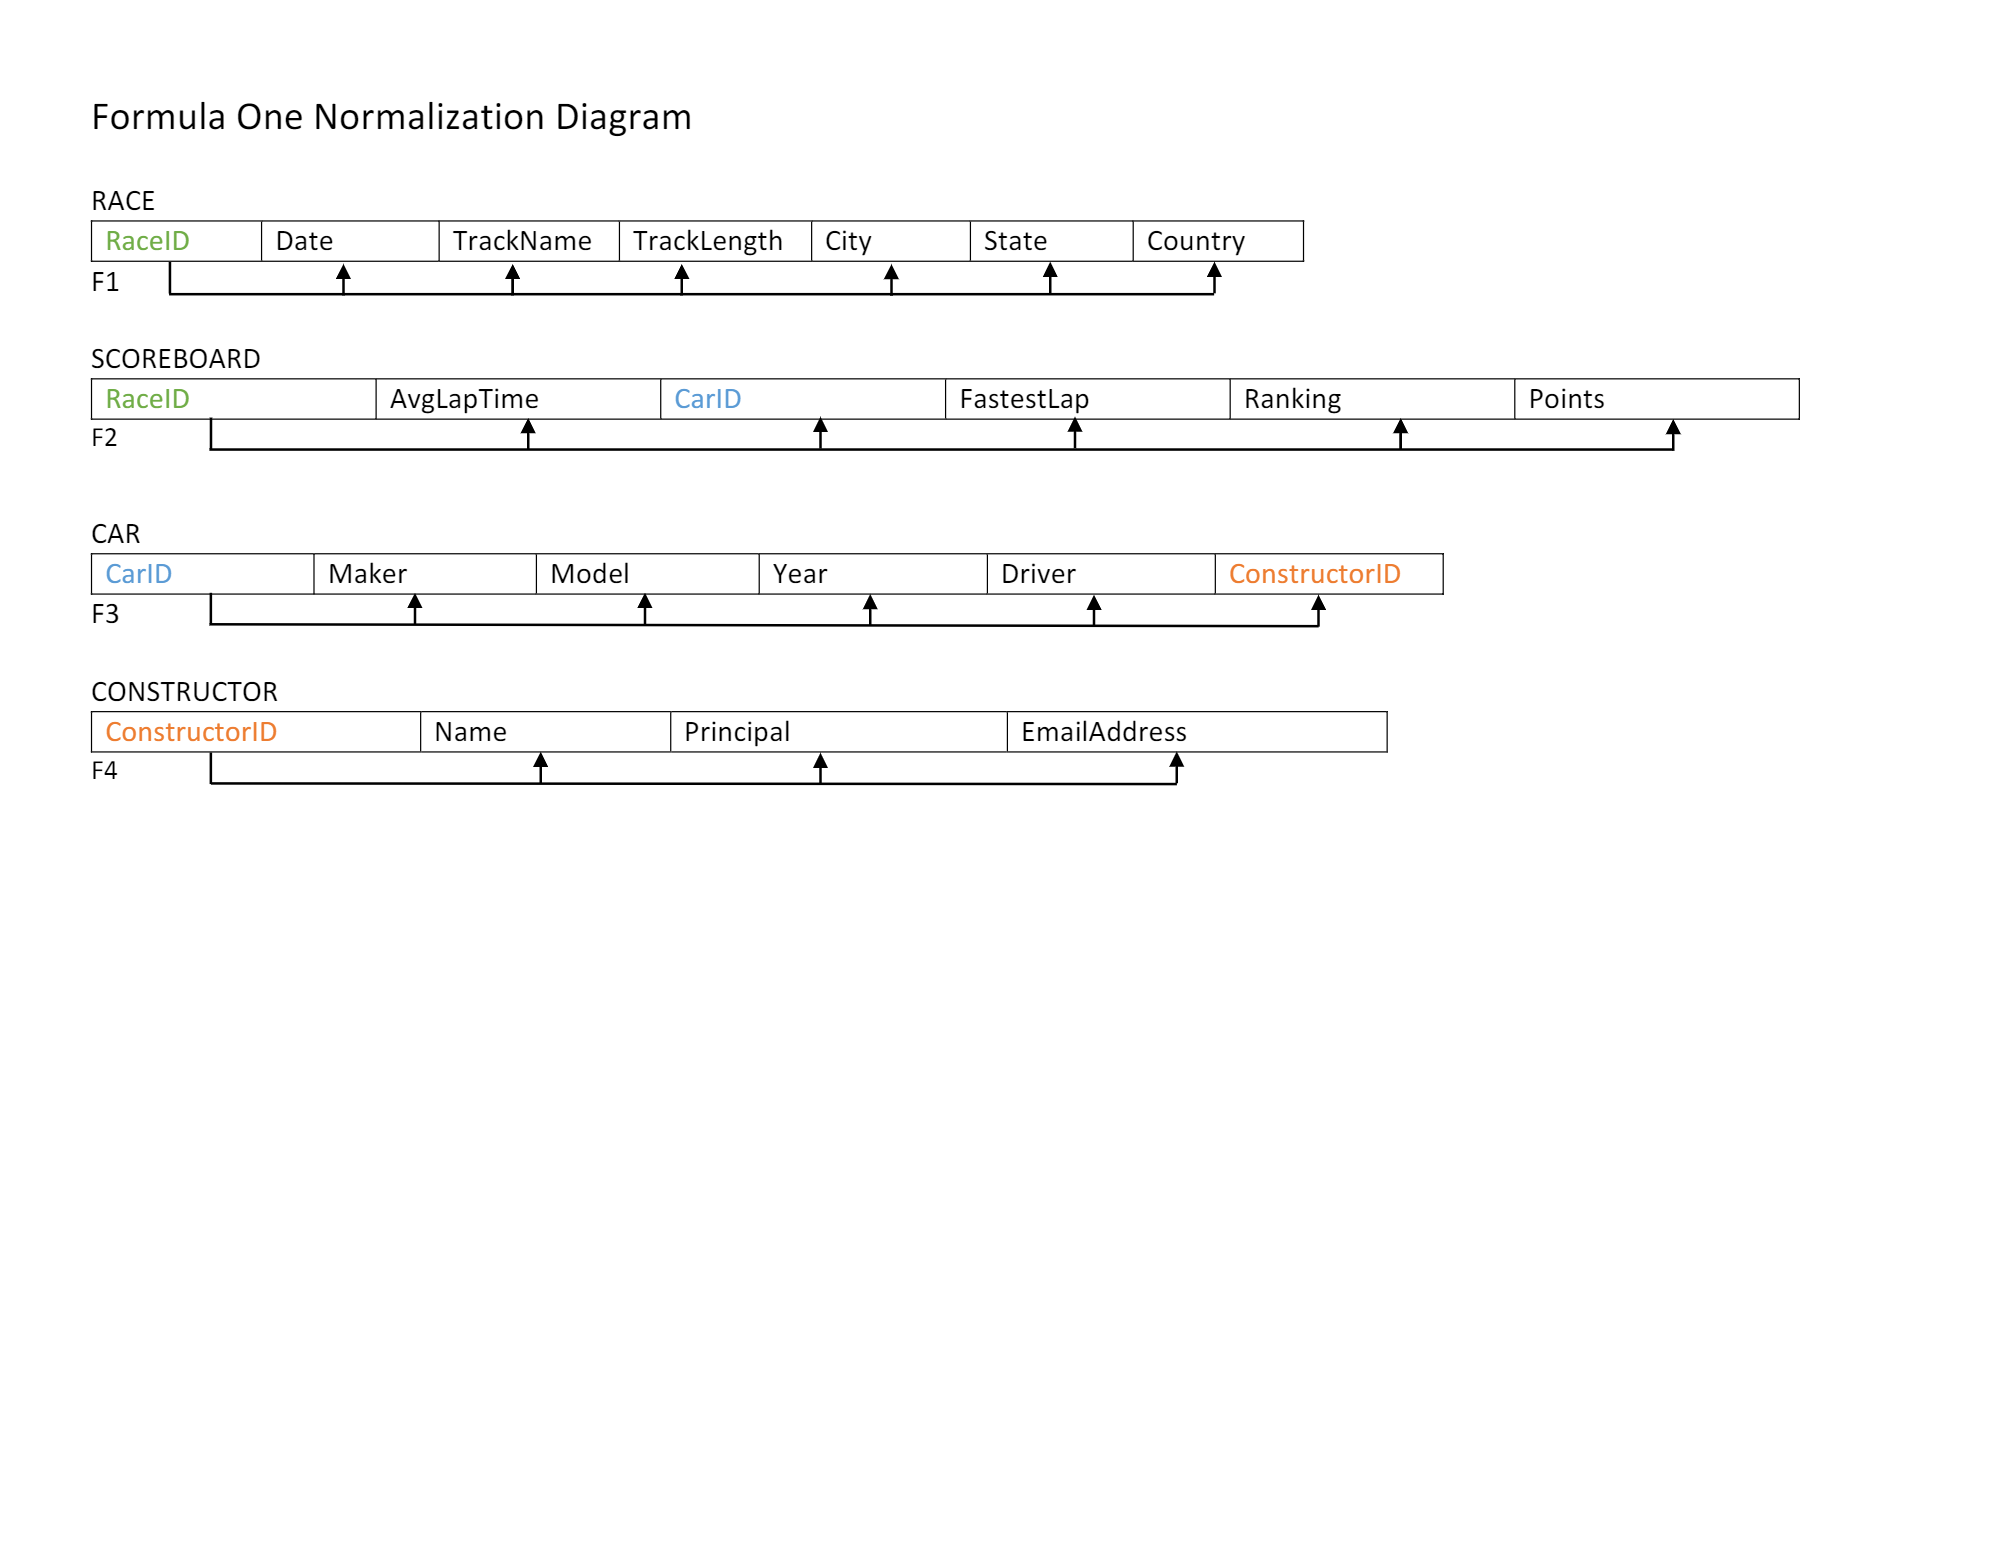 Formula One Normalization Diagram
RACE
RaceID Date TrackName TrackLength City State Country
F1
SCOREBOARD
RaceID AvgLapTime CarID FastestLap Ranking Points
F2
CAR
CarID Maker Model Year Driver ConstructorID
F3
CONSTRUCTOR
ConstructorID Name Principal EmailAddress
F4